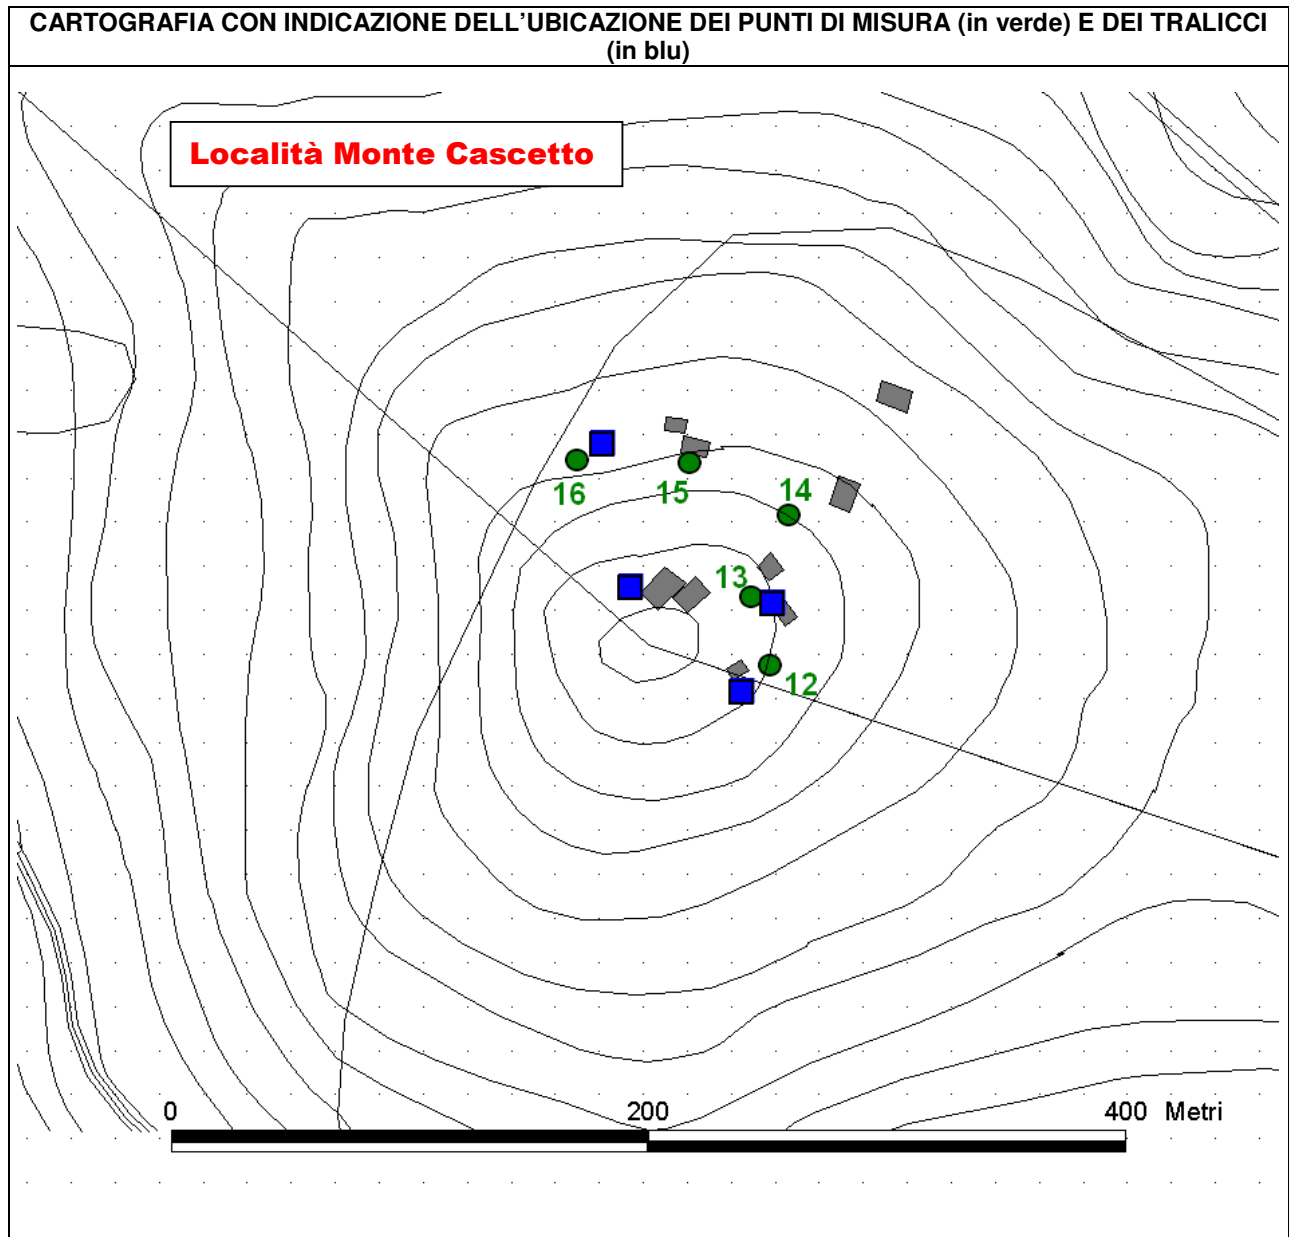 CARTOGRAFIA CON INDICAZIONE DELL'UBICAZIONE DEI PUNTI DI MISURA (in verde) E DEI TRALICCI
(in blu)
Località Monte Cascetto
16
15
14
13
12
0 200 400 Metri